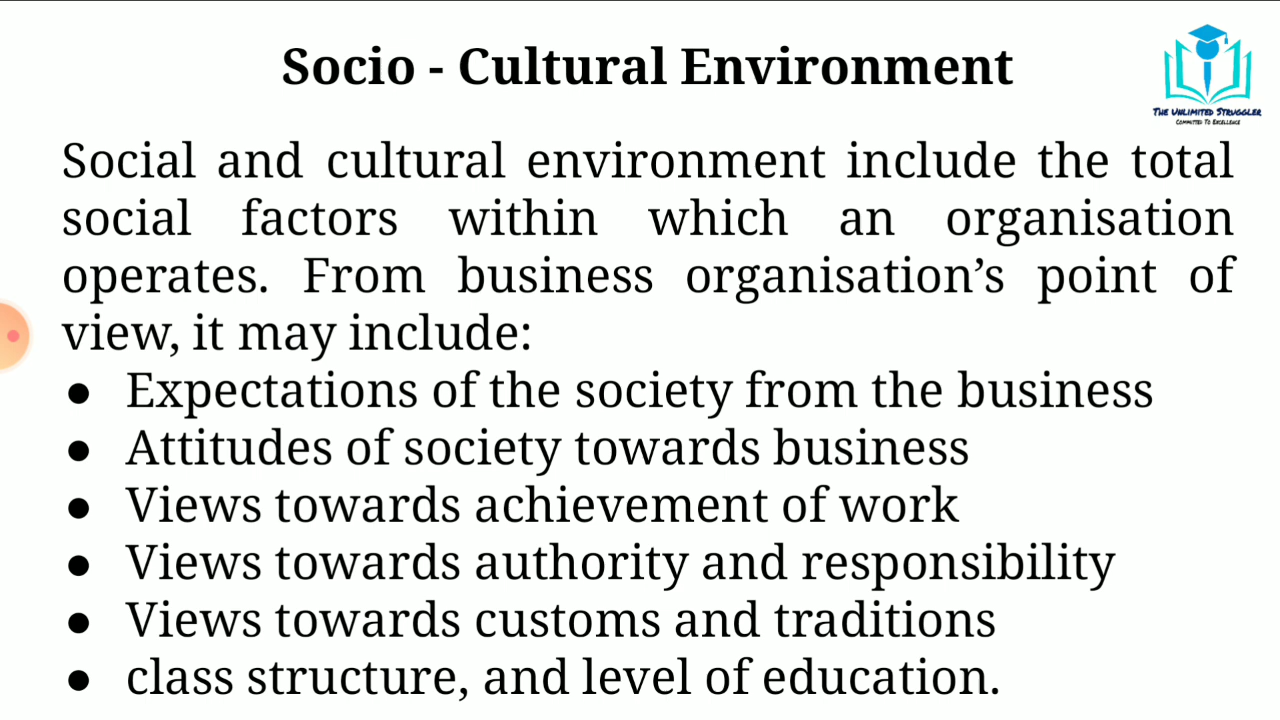 Socio - Cultural Environment
THE UNLIMITED STRUGGLER
COMMITTED TO EXCELLENCE
Social and cultural environment include the total
social factors within which an organisation
operates. From business organisation’s point of
view, it may include:
● Expectations of the society from the business
● Attitudes of society towards business
● Views towards achievement of work
● Views towards authority and responsibility
● Views towards customs and traditions
● class structure, and level of education.